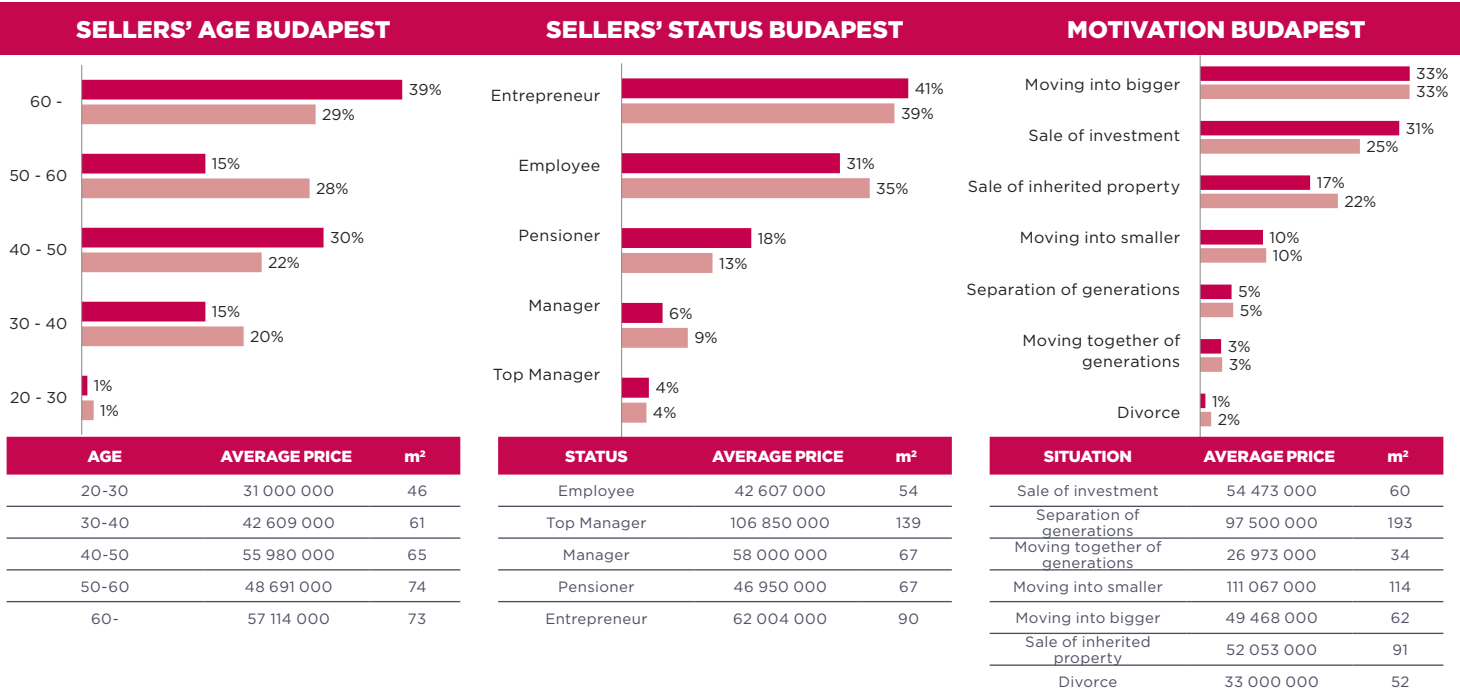 SELLERS' AGE BUDAPEST
60 -
39%
29%
50 - 60
15%
28%
40 - 50
30%
22%
30 - 40
15%
20%
20 - 30
1%
1%
AGE AVERAGE PRICE m²
20-30 31 000 000 46
30-40 42 609 000 61
40-50 55 980 000 65
50-60 48 691 000 74
60- 57 114 000 73
SELLERS' STATUS BUDAPEST
Entrepreneur
41%
39%
Employee
31%
35%
Pensioner
18%
13%
Manager
6%
9%
Top Manager
4%
4%
STATUS AVERAGE PRICE m²
Employee 42 607 000 54
Top Manager 106 850 000 139
Manager 58 000 000 67
Pensioner 46 950 000 67
Entrepreneur 62 004 000 90
MOTIVATION BUDAPEST
Moving into bigger
33%
33%
Sale of investment
31%
25%
Sale of inherited property
17%
22%
Moving into smaller
10%
10%
Separation of generations
5%
5%
Moving together of
generations
3%
3%
Divorce
1%
2%
SITUATION AVERAGE PRICE m²
Sale of investment 54 473 000 60
Separation of
generations 97 500 000 193
Moving together of
generations 26 973 000 34
Moving into smaller 111 067 000 114
Moving into bigger 49 468 000 62
Sale of inherited
property 52 053 000 91
Divorce 33 000 000 52